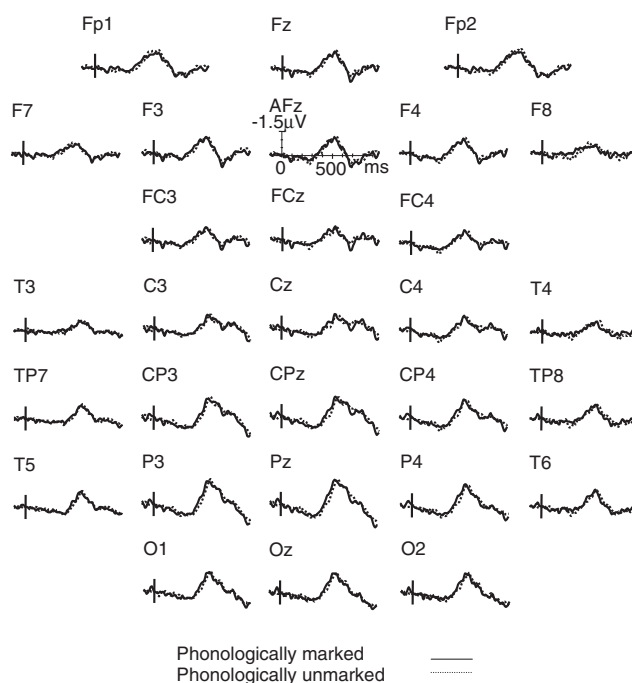 Fp1 Fz Fp2
F7 F3 AFz F4 F8
-1.5μV
0 500 ms
FC3 FCz FC4
T3 C3 Cz C4 T4
TP7 CP3 CPz CP4 TP8
T5 P3 Pz P4 T6
O1 Oz O2
Phonologically marked
Phonologically unmarked